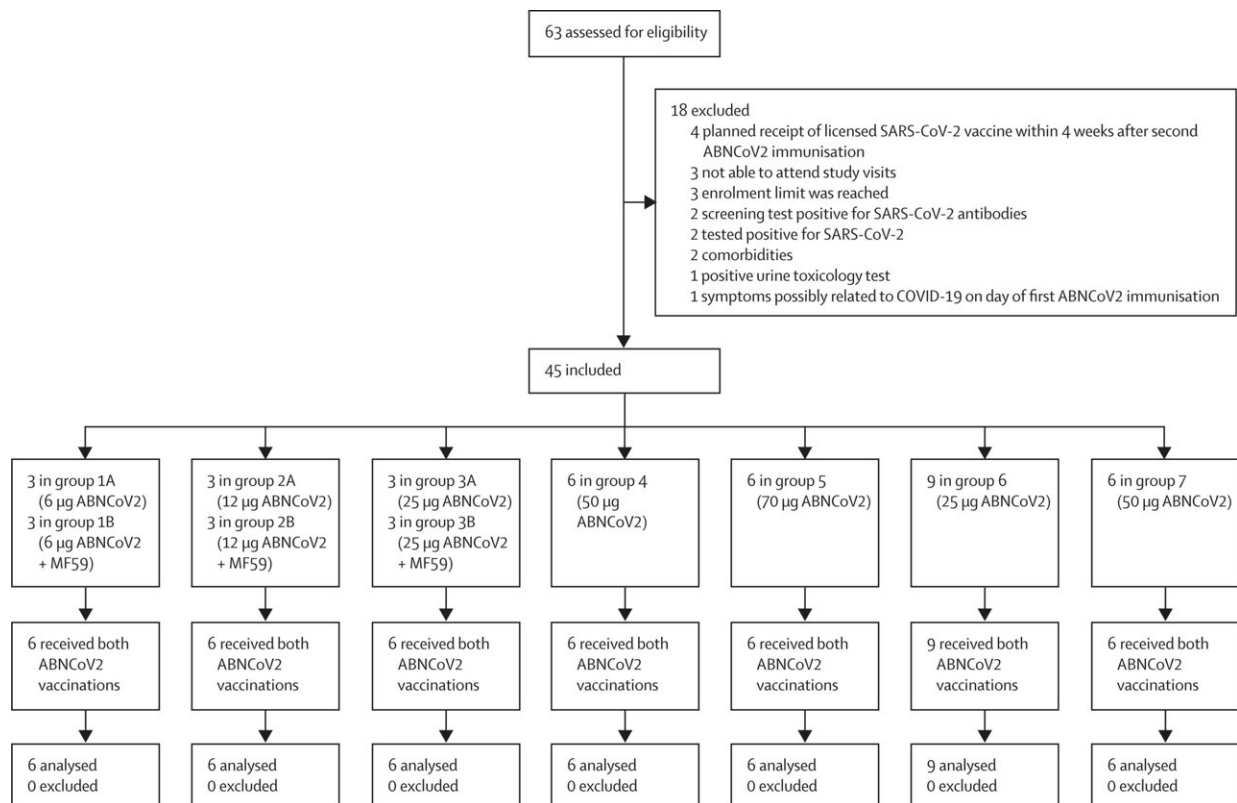 63 assessed for eligibility
18 excluded
4 planned receipt of licensed SARS-CoV-2 vaccine within 4 weeks after second
ABNCoV2 immunisation
3 not able to attend study visits
3 enrolment limit was reached
2 screening test positive for SARS-CoV-2 antibodies
2 tested positive for SARS-CoV-2
2 comorbidities
1 positive urine toxicology test
1 symptoms possibly related to COVID-19 on day of first ABNCoV2 immunisation
45 included
3 in group 1A
(6 µg ABNCoV2)
3 in group 1B
(6 µg ABNCoV2
+ MF59)
3 in group 2A
(12 µg ABNCoV2)
3 in group 2B
(12 µg ABNCoV2
+ MF59)
3 in group 3A
(25 µg ABNCoV2)
3 in group 3B
(25 µg ABNCoV2
+ MF59)
6 in group 4
(50 µg
ABNCoV2)
6 in group 5
(70 µg ABNCoV2)
9 in group 6
(25 µg ABNCoV2)
6 in group 7
(50 µg ABNCoV2)
6 received both
ABNCoV2
vaccinations
6 received both
ABNCoV2
vaccinations
6 received both
ABNCoV2
vaccinations
6 received both
ABNCoV2
vaccinations
6 received both
ABNCoV2
vaccinations
9 received both
ABNCoV2
vaccinations
6 received both
ABNCoV2
vaccinations
6 analysed
0 excluded
6 analysed
0 excluded
6 analysed
0 excluded
6 analysed
0 excluded
6 analysed
0 excluded
9 analysed
0 excluded
6 analysed
0 excluded